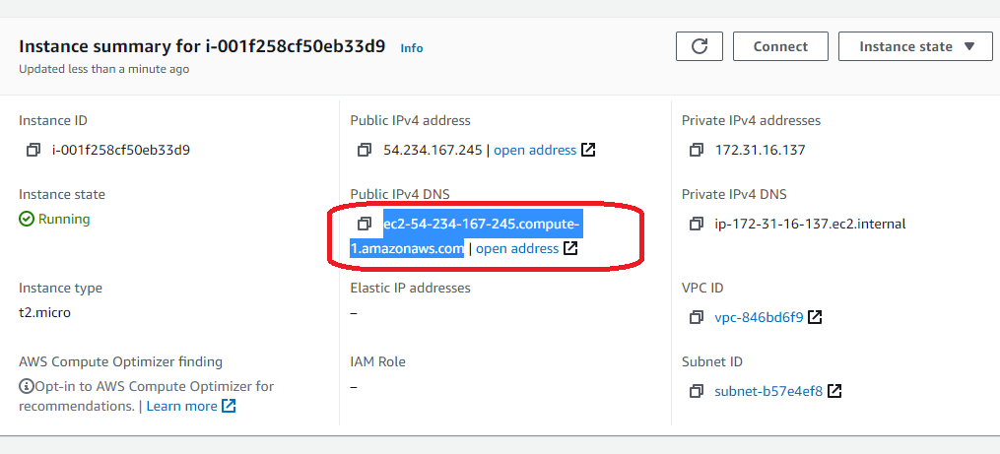 Instance summary for i-001f258cf50eb33d9 Info
Updated less than a minute ago
Connect
Instance state
Instance ID
i-001f258cf50eb33d9
Public IPv4 address
54.234.167.245 | open address
Private IPv4 addresses
172.31.16.137
Instance state
Running
Public IPv4 DNS
ec2-54-234-167-245.compute-
1.amazonaws.com | open address
Private IPv4 DNS
ip-172-31-16-137.ec2.internal
Instance type
t2.micro
Elastic IP addresses
–
VPC ID
vpc-846bd6f9
AWS Compute Optimizer finding
Opt-in to AWS Compute Optimizer for
recommendations. | Learn more
IAM Role
–
Subnet ID
subnet-b57e4ef8